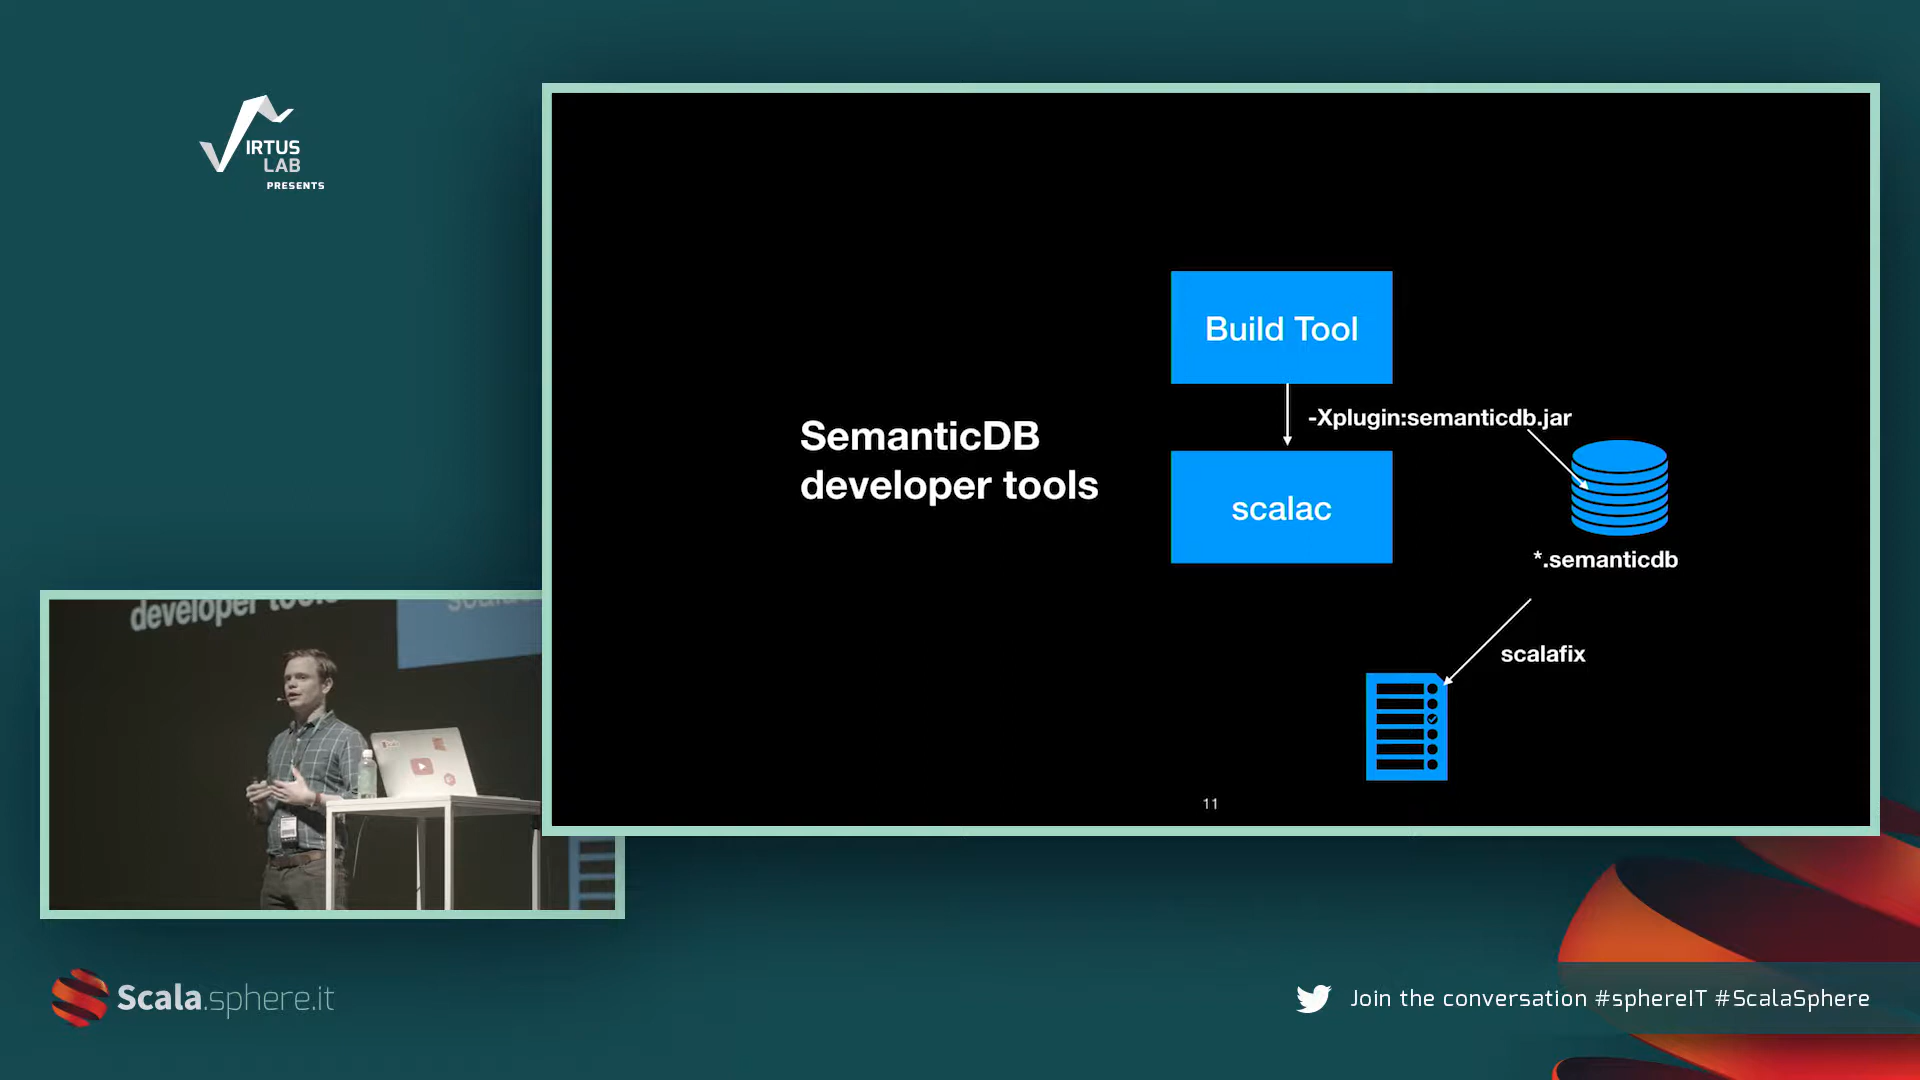 IRTUS
LAB
PRESENTS
Build Tool
-Xplugin:semanticdb.jar
SemanticDB
developer tools
scalac
*.semanticdb
scalafix
11
developer tools
Scala.sphere.it
Join the conversation #sphereIT #ScalaSphere